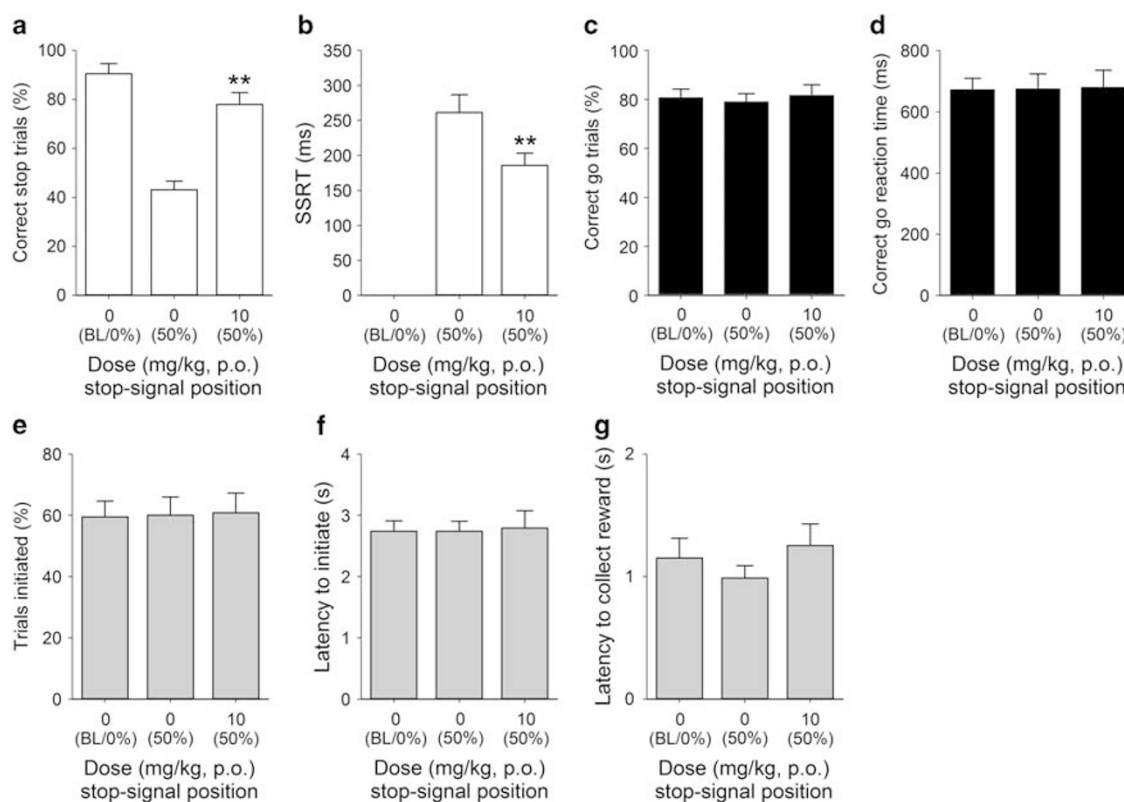 a
Correct stop trials (%)
100
80
60
40
20
0
0
(BL/0%)
0
(50%)
**
10
(50%)
Dose (mg/kg, p.o.)
stop-signal position
b
SSRT (ms)
350
300
250
200
150
100
50
0
0
(BL/0%)
0
(50%)
**
10
(50%)
Dose (mg/kg, p.o.)
stop-signal position
c
Correct go trials (%)
100
80
60
40
20
0
0
(BL/0%)
0
(50%)
10
(50%)
Dose (mg/kg, p.o.)
stop-signal position
d
Correct go reaction time (ms)
800
600
400
200
0
0
(BL/0%)
0
(50%)
10
(50%)
Dose (mg/kg, p.o.)
stop-signal position
e
Trials initiated (%)
80
60
40
20
0
0
(BL/0%)
0
(50%)
10
(50%)
Dose (mg/kg, p.o.)
stop-signal position
f
Latency to initiate (s)
4
3
2
1
0
0
(BL/0%)
0
(50%)
10
(50%)
Dose (mg/kg, p.o.)
stop-signal position
g
Latency to collect reward (s)
2
1
0
0
(BL/0%)
0
(50%)
10
(50%)
Dose (mg/kg, p.o.)
stop-signal position